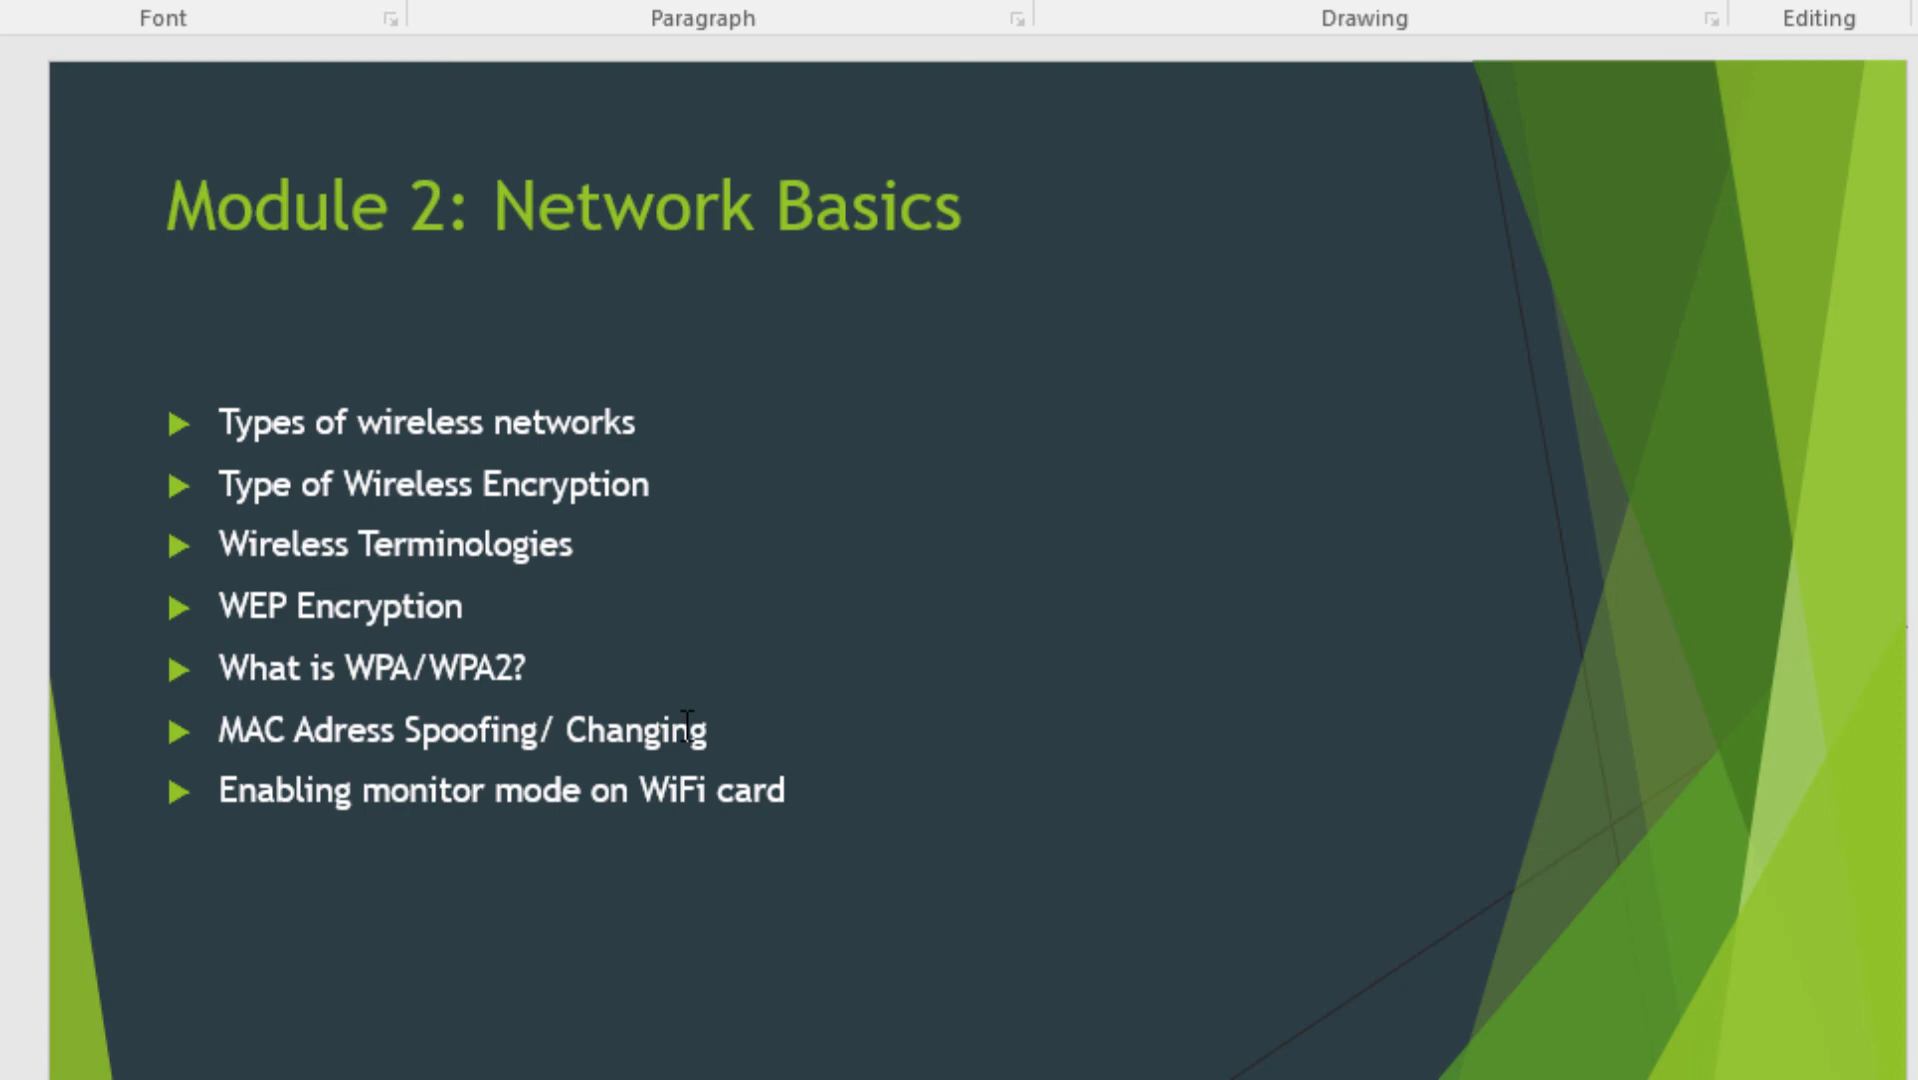 Font Paragraph Drawing Editing
Module 2: Network Basics
Types of wireless networks
Type of Wireless Encryption
Wireless Terminologies
WEP Encryption
What is WPA/WPA2?
MAC Adress Spoofing/ Changing
Enabling monitor mode on WiFi card